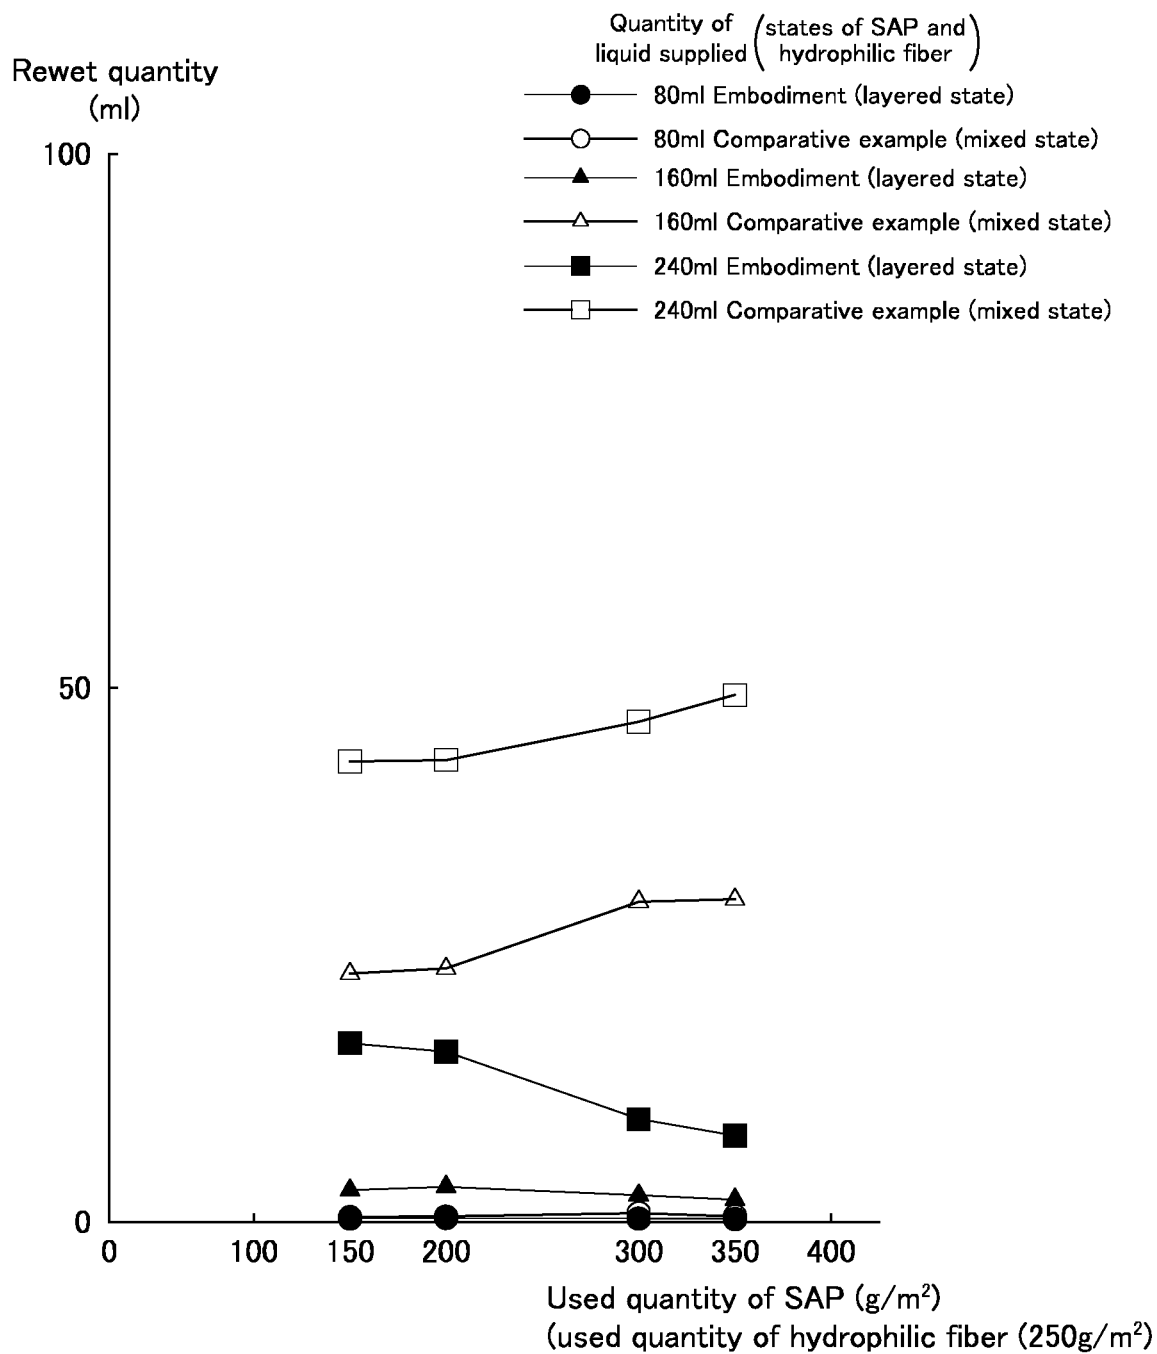 Quantity of
liquid supplied
(states of SAP and
hydrophilic fiber)
Rewet quantity
(ml)
80ml Embodiment (layered state)
80ml Comparative example (mixed state)
160ml Embodiment (layered state)
160ml Comparative example (mixed state)
240ml Embodiment (layered state)
240ml Comparative example (mixed state)
100
50
0
0 100 150 200 300 350 400
Used quantity of SAP (g/m²)
(used quantity of hydrophilic fiber (250g/m²)